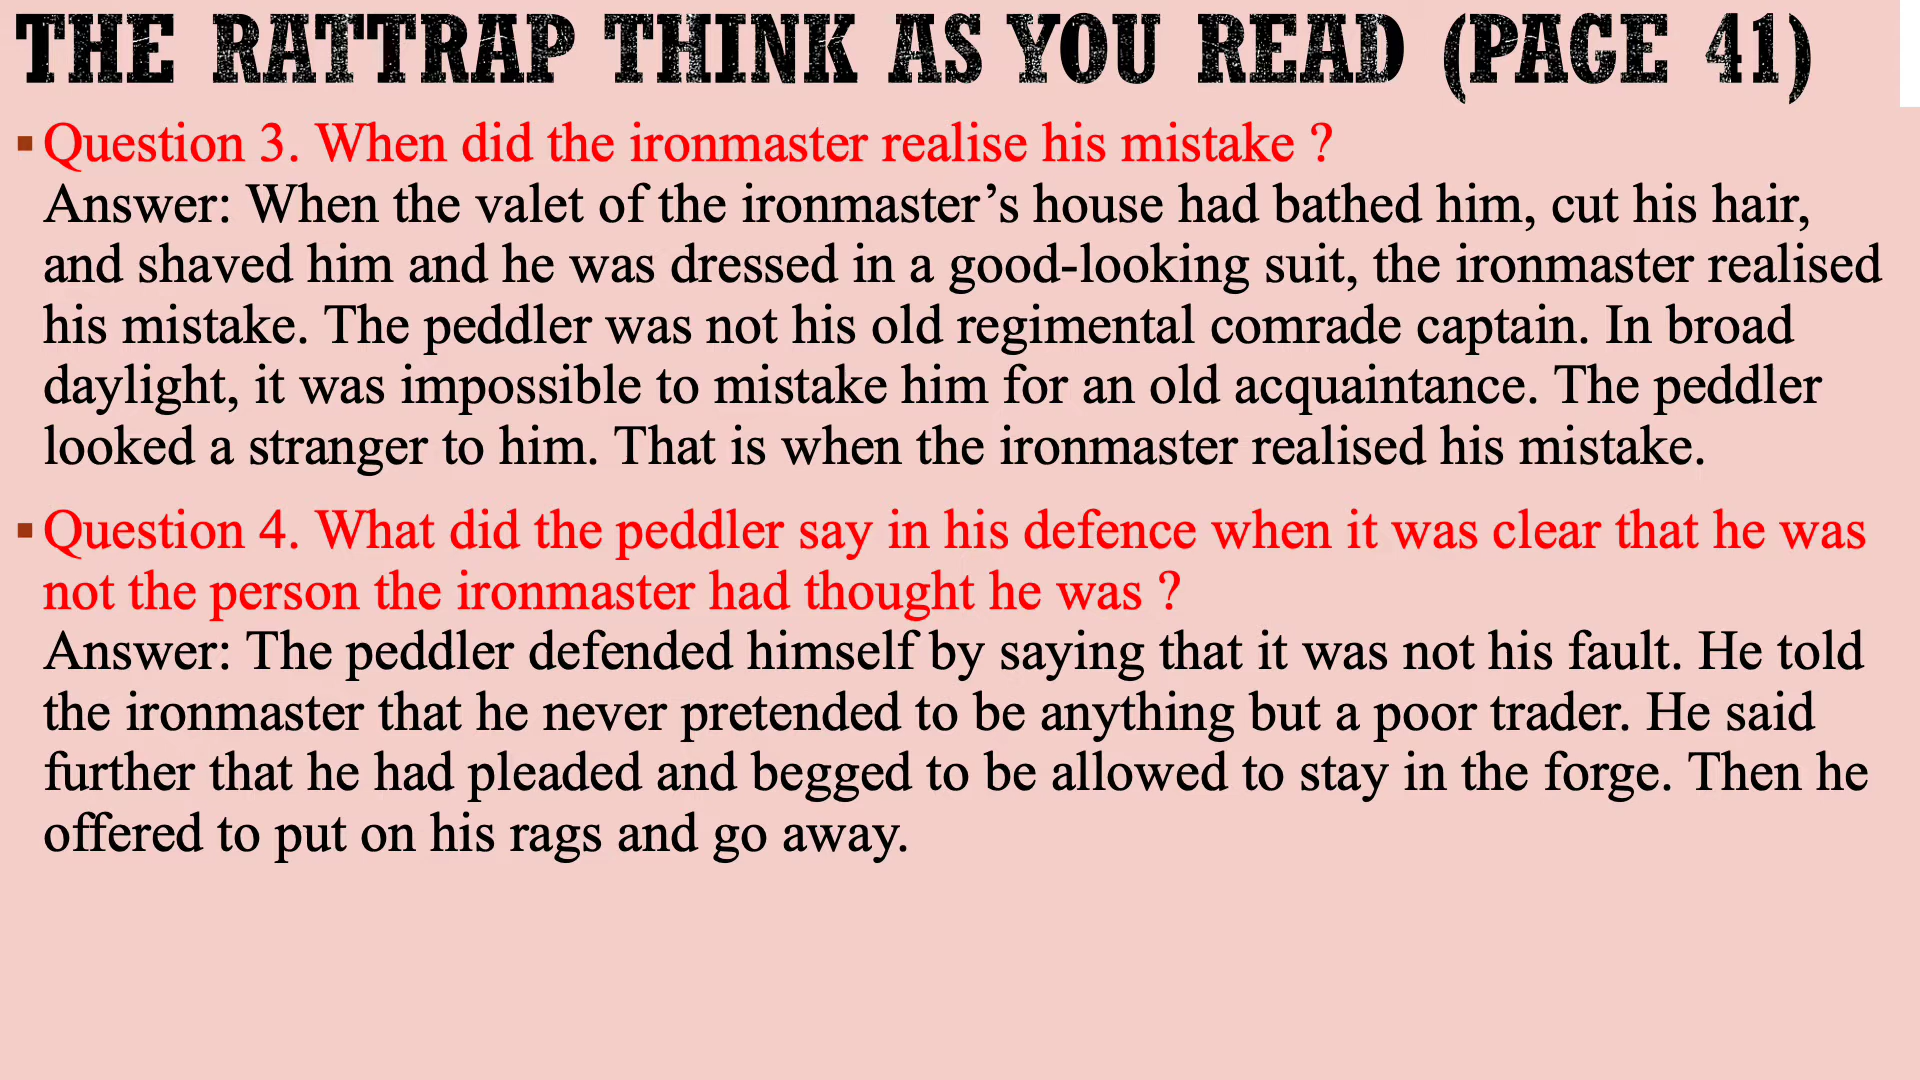 THE RATTRAP THINK AS YOU READ (PAGE 41)
▪ Question 3. When did the ironmaster realise his mistake ?
Answer: When the valet of the ironmaster’s house had bathed him, cut his hair,
and shaved him and he was dressed in a good-looking suit, the ironmaster realised
his mistake. The peddler was not his old regimental comrade captain. In broad
daylight, it was impossible to mistake him for an old acquaintance. The peddler
looked a stranger to him. That is when the ironmaster realised his mistake.
▪ Question 4. What did the peddler say in his defence when it was clear that he was
not the person the ironmaster had thought he was ?
Answer: The peddler defended himself by saying that it was not his fault. He told
the ironmaster that he never pretended to be anything but a poor trader. He said
further that he had pleaded and begged to be allowed to stay in the forge. Then he
offered to put on his rags and go away.